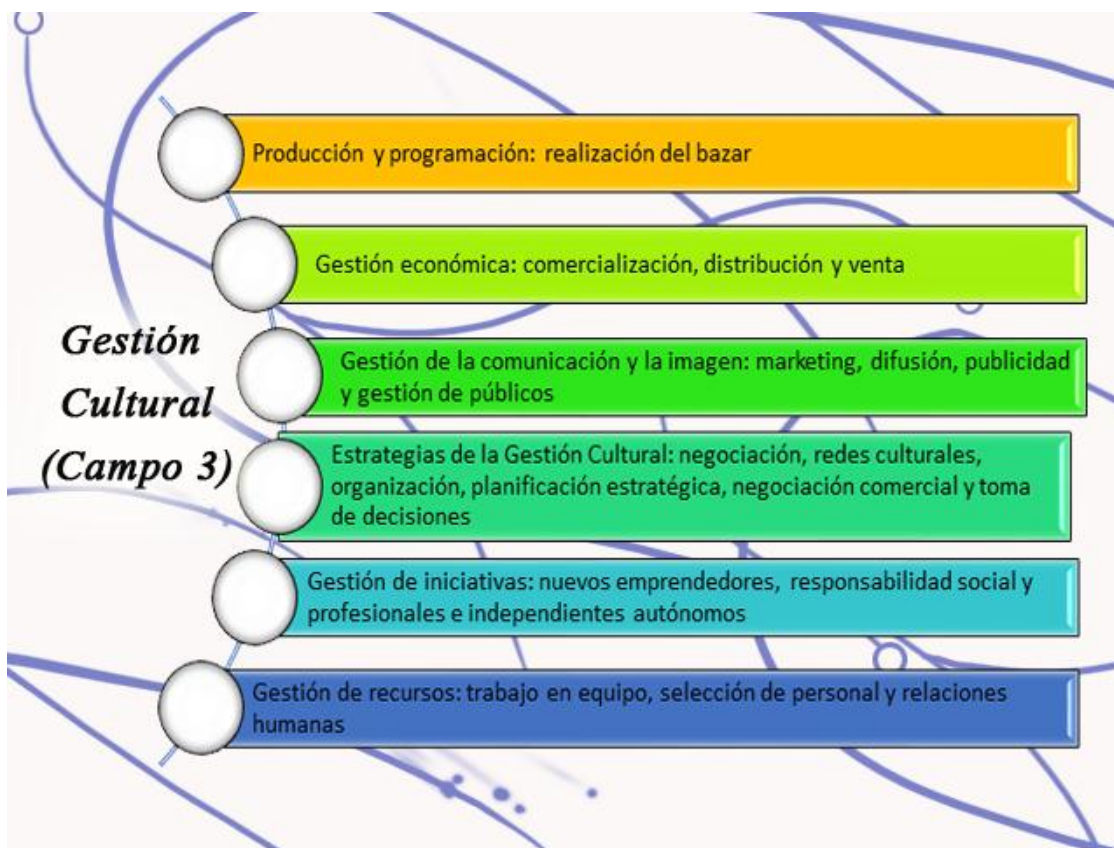 Producción y programación: realización del bazar
Gestión económica: comercialización, distribución y venta
Gestión
Cultural
(Campo 3)
Gestión de la comunicación y la imagen: marketing, difusión, publicidad
y gestión de públicos
Estrategias de la Gestión Cultural: negociación, redes culturales,
organización, planificación estratégica, negociación comercial y toma
de decisiones
Gestión de iniciativas: nuevos emprendedores, responsabilidad social y
profesionales e independientes autónomos
Gestión de recursos: trabajo en equipo, selección de personal y relaciones
humanas